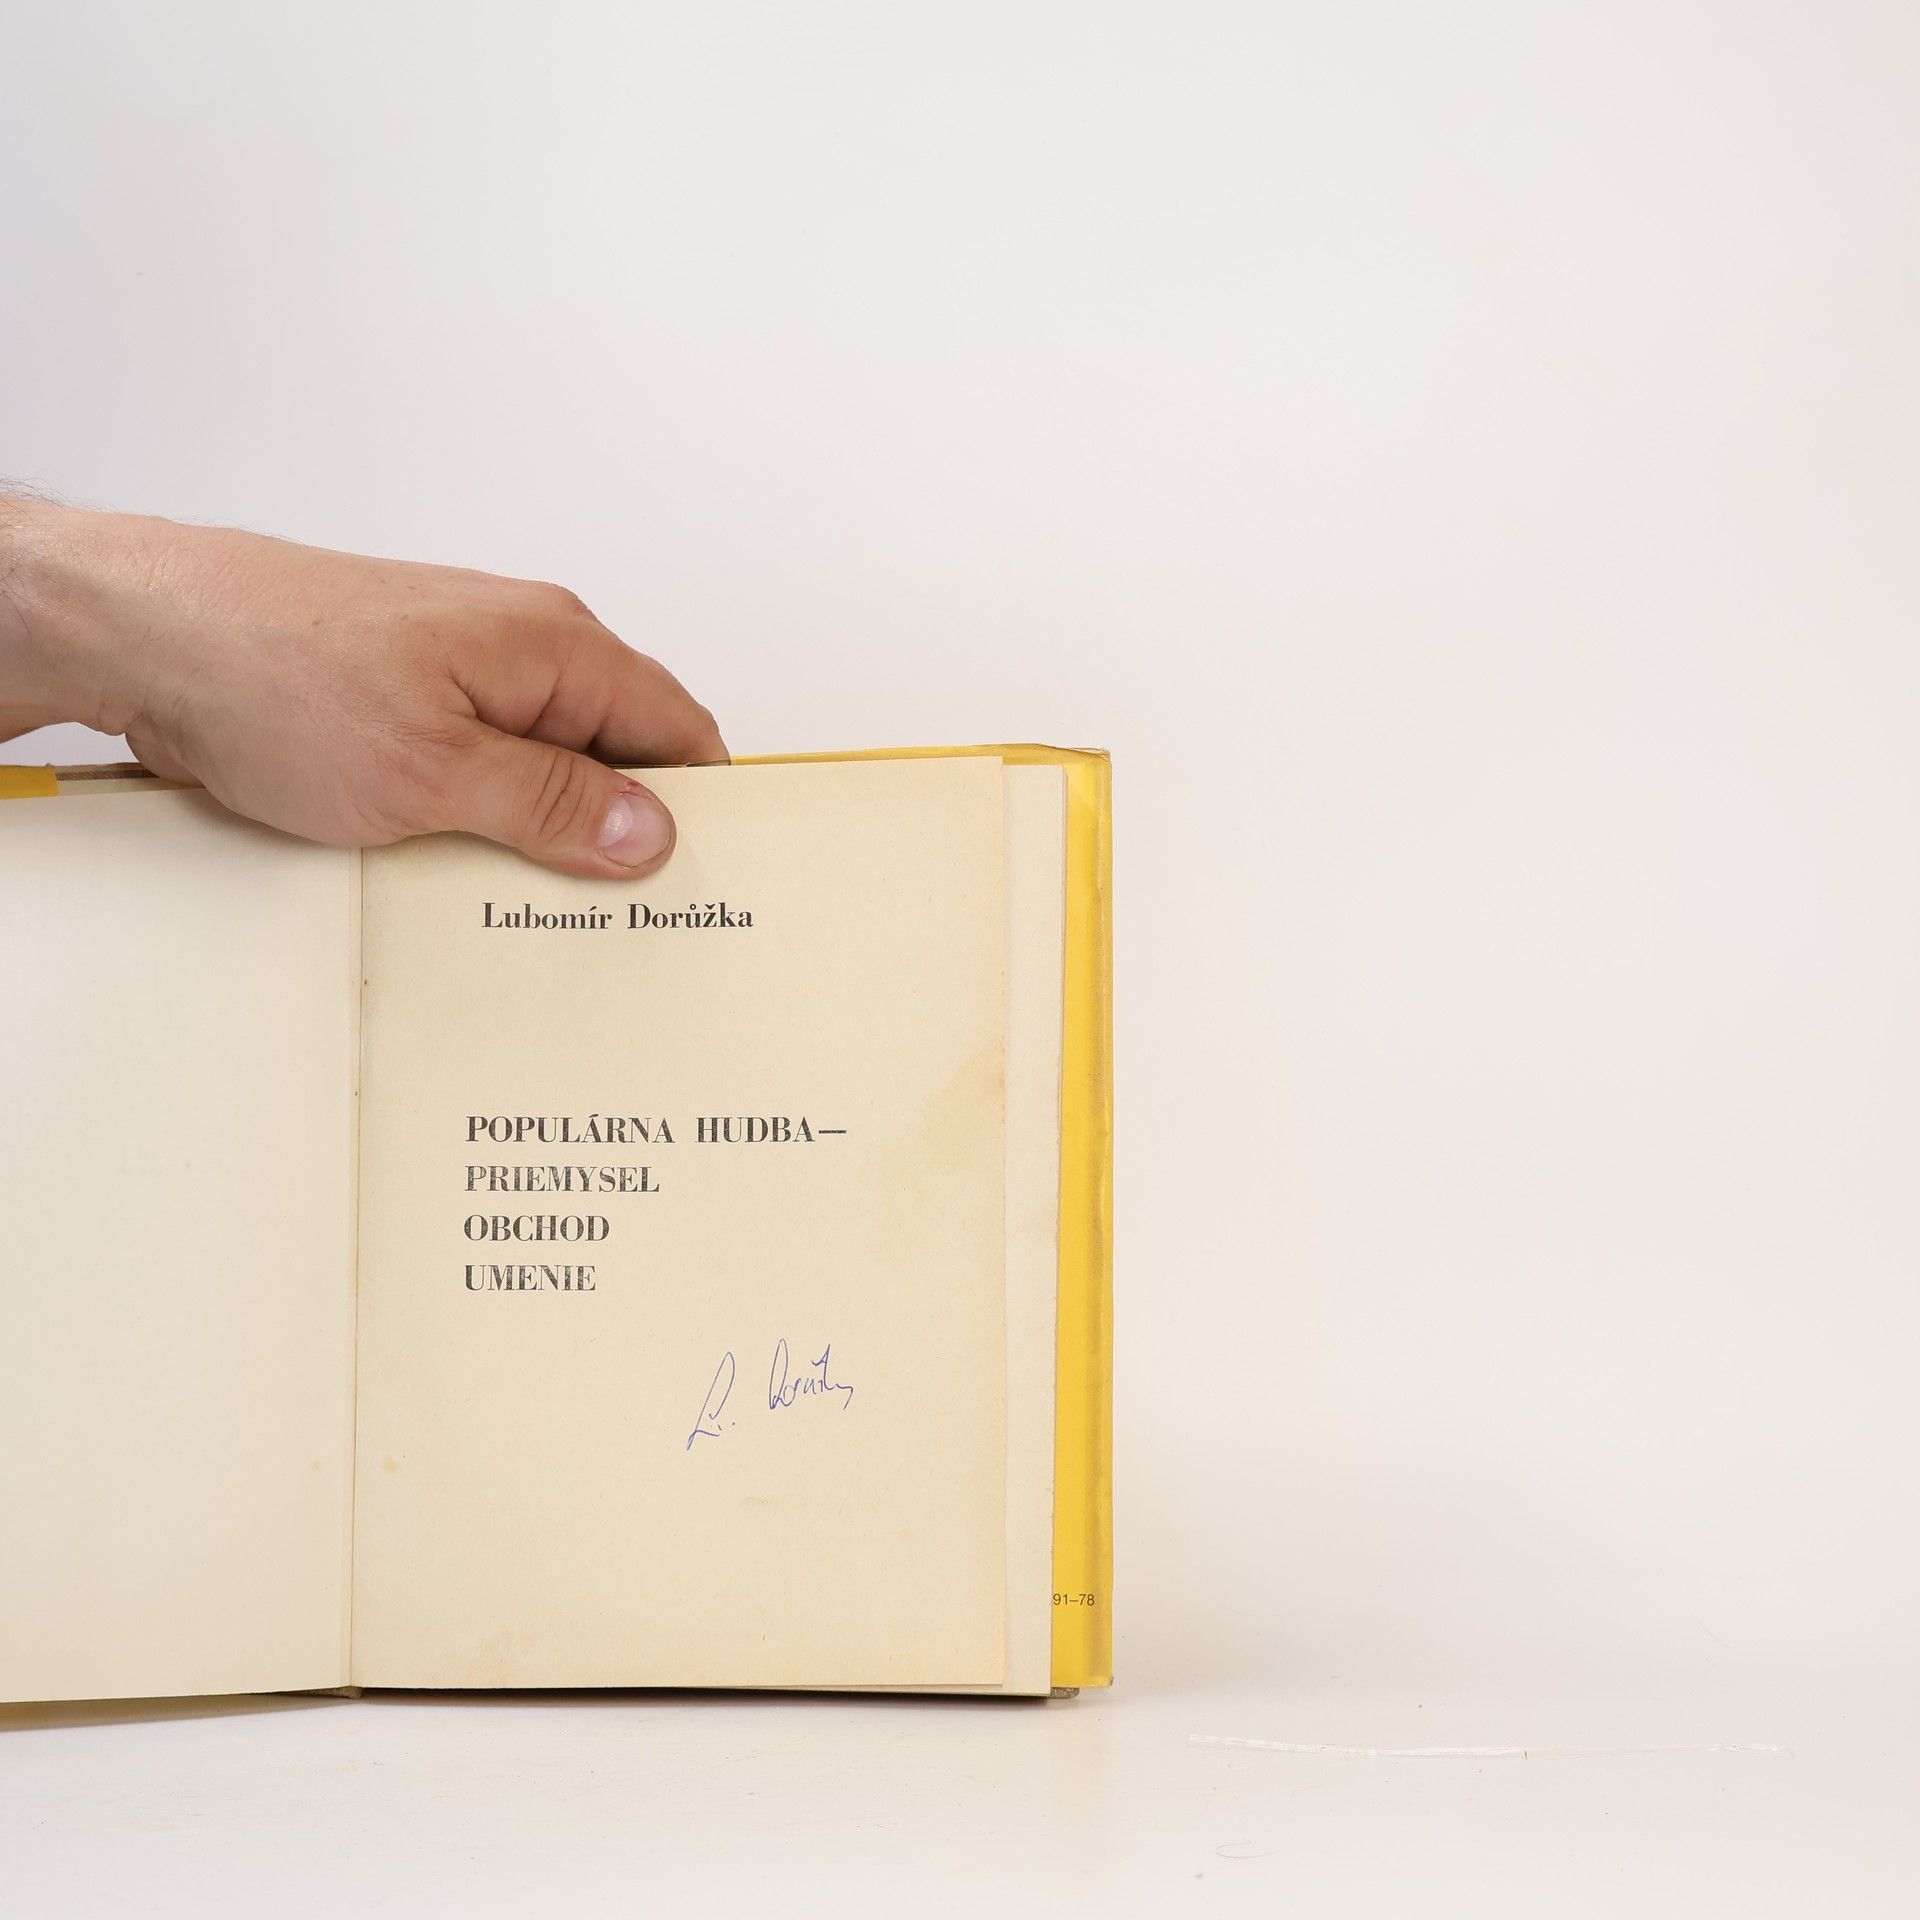 Lubomír Dorůžka
POPULÁRNA HUDBA—
PRIEMYSEL
OBCHOD
UMENIE
L. Dorůžka
91–78